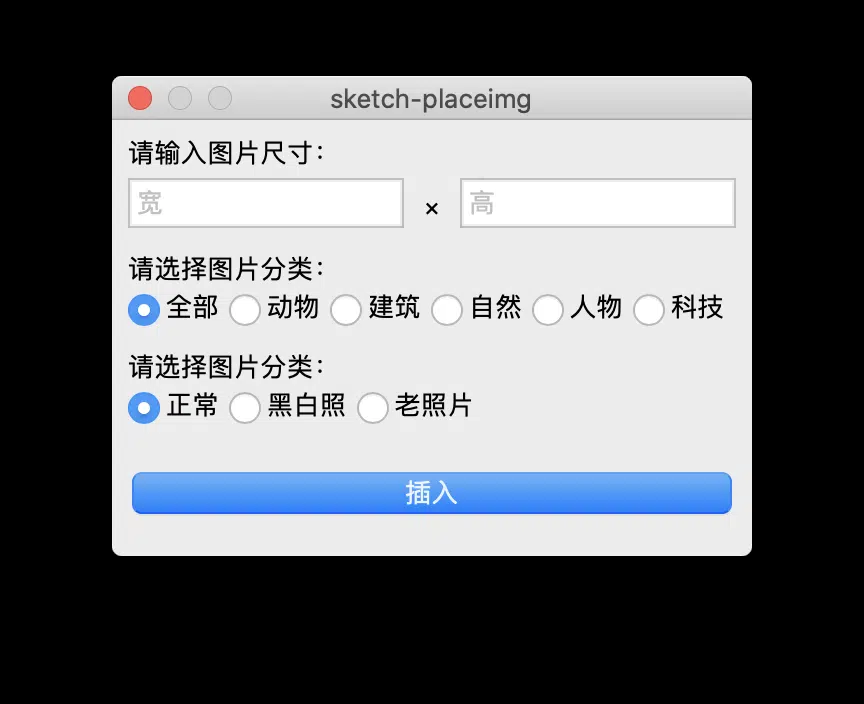 sketch-placeimg
请输入图片尺寸：
宽 × 高
请选择图片分类：
全部 动物 建筑 自然 人物 科技
请选择图片分类：
正常 黑白照 老照片
插入